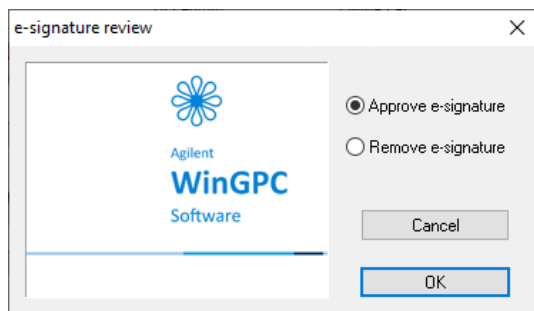 e-signature review
Agilent
WinGPC
Software
Approve e-signature
Remove e-signature
Cancel
OK